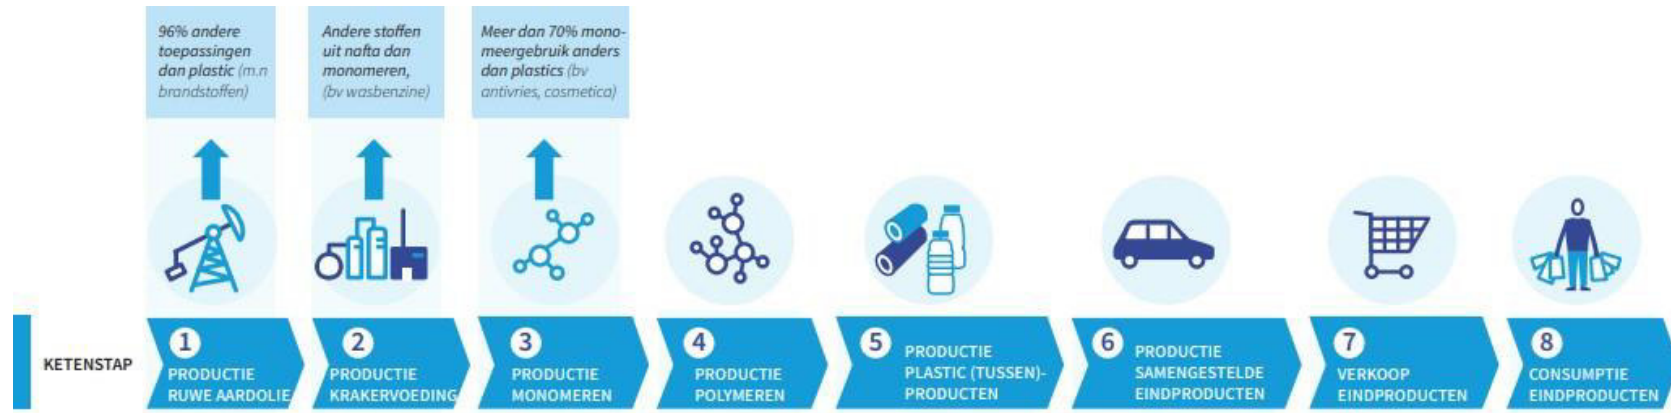 96% andere
toepassingen
dan plastic (m.n
brandstoffen)
Andere stoffen
uit nafta dan
monomeren,
(bv wasbenzine)
Meer dan 70% mono-
meergebruik anders
dan plastics (bv
antivries, cosmetica)
KETENSTAP
1
PRODUCTIE
RUWE AARDOLIE
2
PRODUCTIE
KRAKERVOEDING
3
PRODUCTIE
MONOMEREN
4
PRODUCTIE
POLYMEREN
5
PRODUCTIE
PLASTIC (TUSSEN)-
PRODUCTEN
6
PRODUCTIE
SAMENGESTELDE
EINDPRODUCTEN
7
VERKOOP
EINDPRODUCTEN
8
CONSUMPTIE
EINDPRODUCTEN